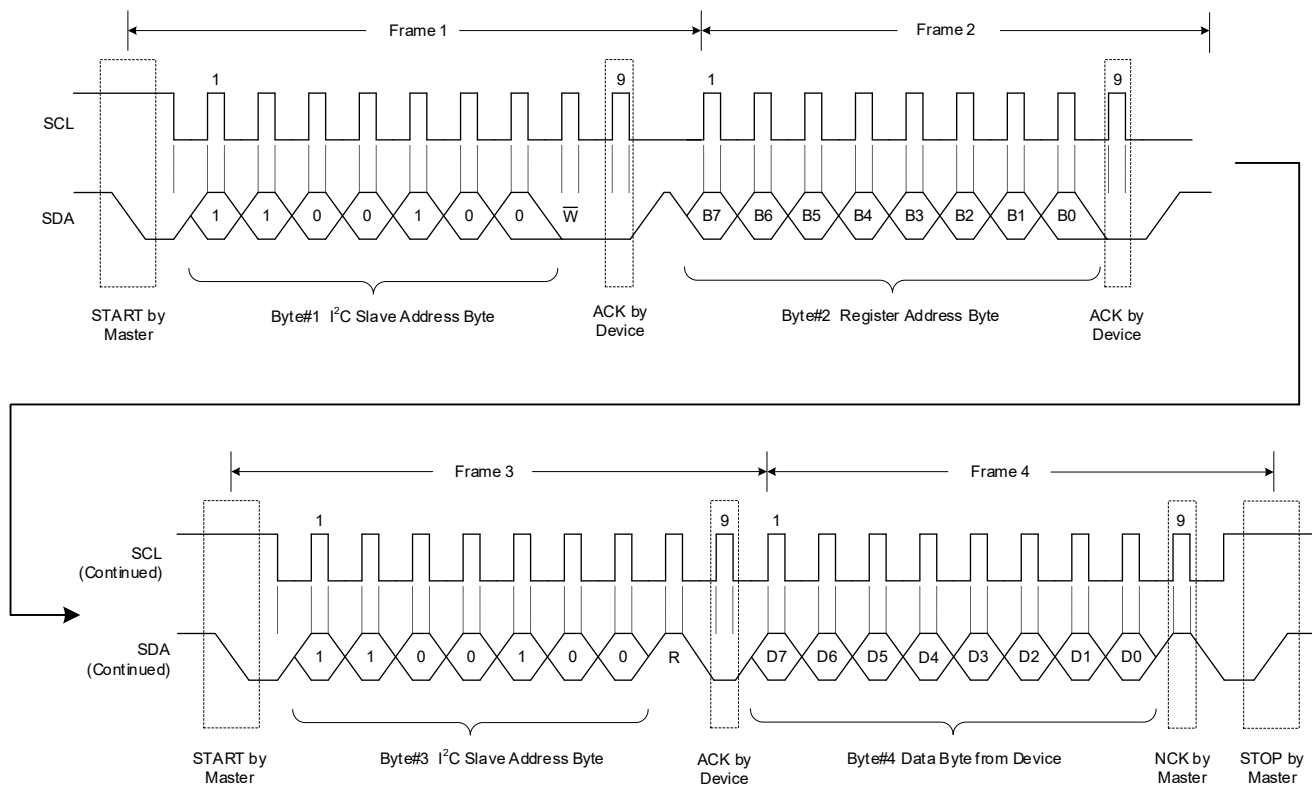 Frame 1 Frame 2
1 9 1 9
SCL
SDA 1 1 0 0 1 0 0 W̅ B7 B6 B5 B4 B3 B2 B1 B0
START by Master
Byte#1 I²C Slave Address Byte
ACK by Device
Byte#2 Register Address Byte
ACK by Device
Frame 3 Frame 4
1 9 1 9
SCL (Continued)
SDA (Continued) 1 1 0 0 1 0 0 R D7 D6 D5 D4 D3 D2 D1 D0
START by Master
Byte#3 I²C Slave Address Byte
ACK by Device
Byte#4 Data Byte from Device
NCK by Master
STOP by Master